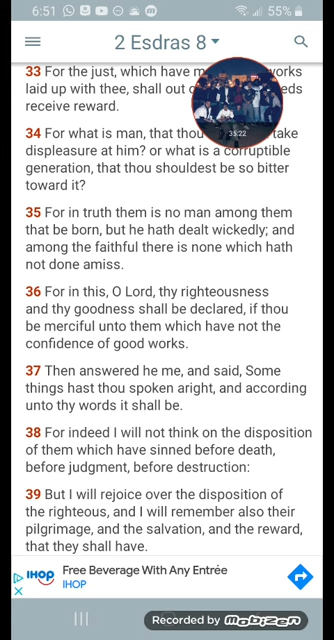 6:51 55%
2 Esdras 8
33 For the just, which have m works
laid up with thee, shall out o eeds
receive reward.
34 For what is man, that thou take
displeasure at him? or what is a corruptible
generation, that thou shouldest be so bitter
toward it?
35 For in truth them is no man among them
that be born, but he hath dealt wickedly; and
among the faithful there is none which hath
not done amiss.
36 For in this, O Lord, thy righteousness
and thy goodness shall be declared, if thou
be merciful unto them which have not the
confidence of good works.
37 Then answered he me, and said, Some
things hast thou spoken aright, and according
unto thy words it shall be.
38 For indeed I will not think on the disposition
of them which have sinned before death,
before judgment, before destruction:
39 But I will rejoice over the disposition of
the righteous, and I will remember also their
pilgrimage, and the salvation, and the reward,
that they shall have.
35:22
IHOP Free Beverage With Any Entrée
IHOP
Recorded by mobizen